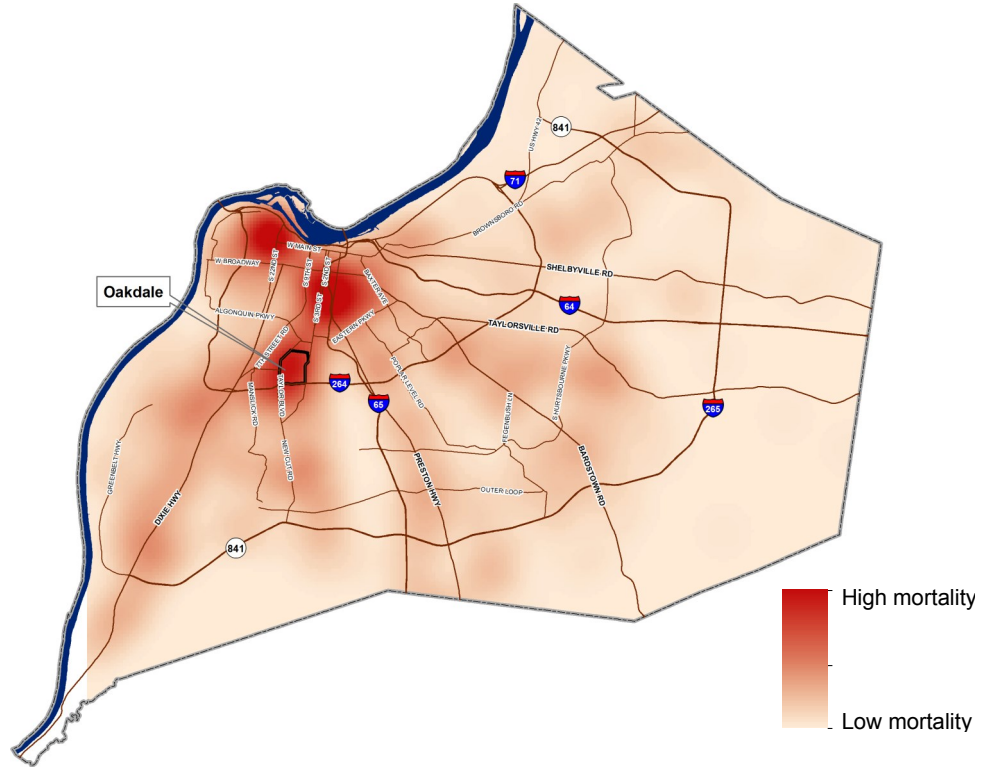 US HWY 42
841
71
BROWNSBORO RD
W MAIN ST
W BROADWAY
S 22ND ST
S 9TH ST
S 2ND ST
BAXTER AVE
SHELBYVILLE RD
Oakdale
64
S 3RD ST
ALGONQUIN PKWY
EASTERN PKWY
TAYLORSVILLE RD
7TH STREET RD
264
65
POPLAR LEVEL RD
S HURSTBOURNE PKWY
265
MANSLICK RD
TAYLOR BLVD
FEGENBUSH LN
GREENBELT HWY
NEW CUT RD
PRESTON HWY
BARDSTOWN RD
DIXIE HWY
OUTER LOOP
841
High mortality
Low mortality